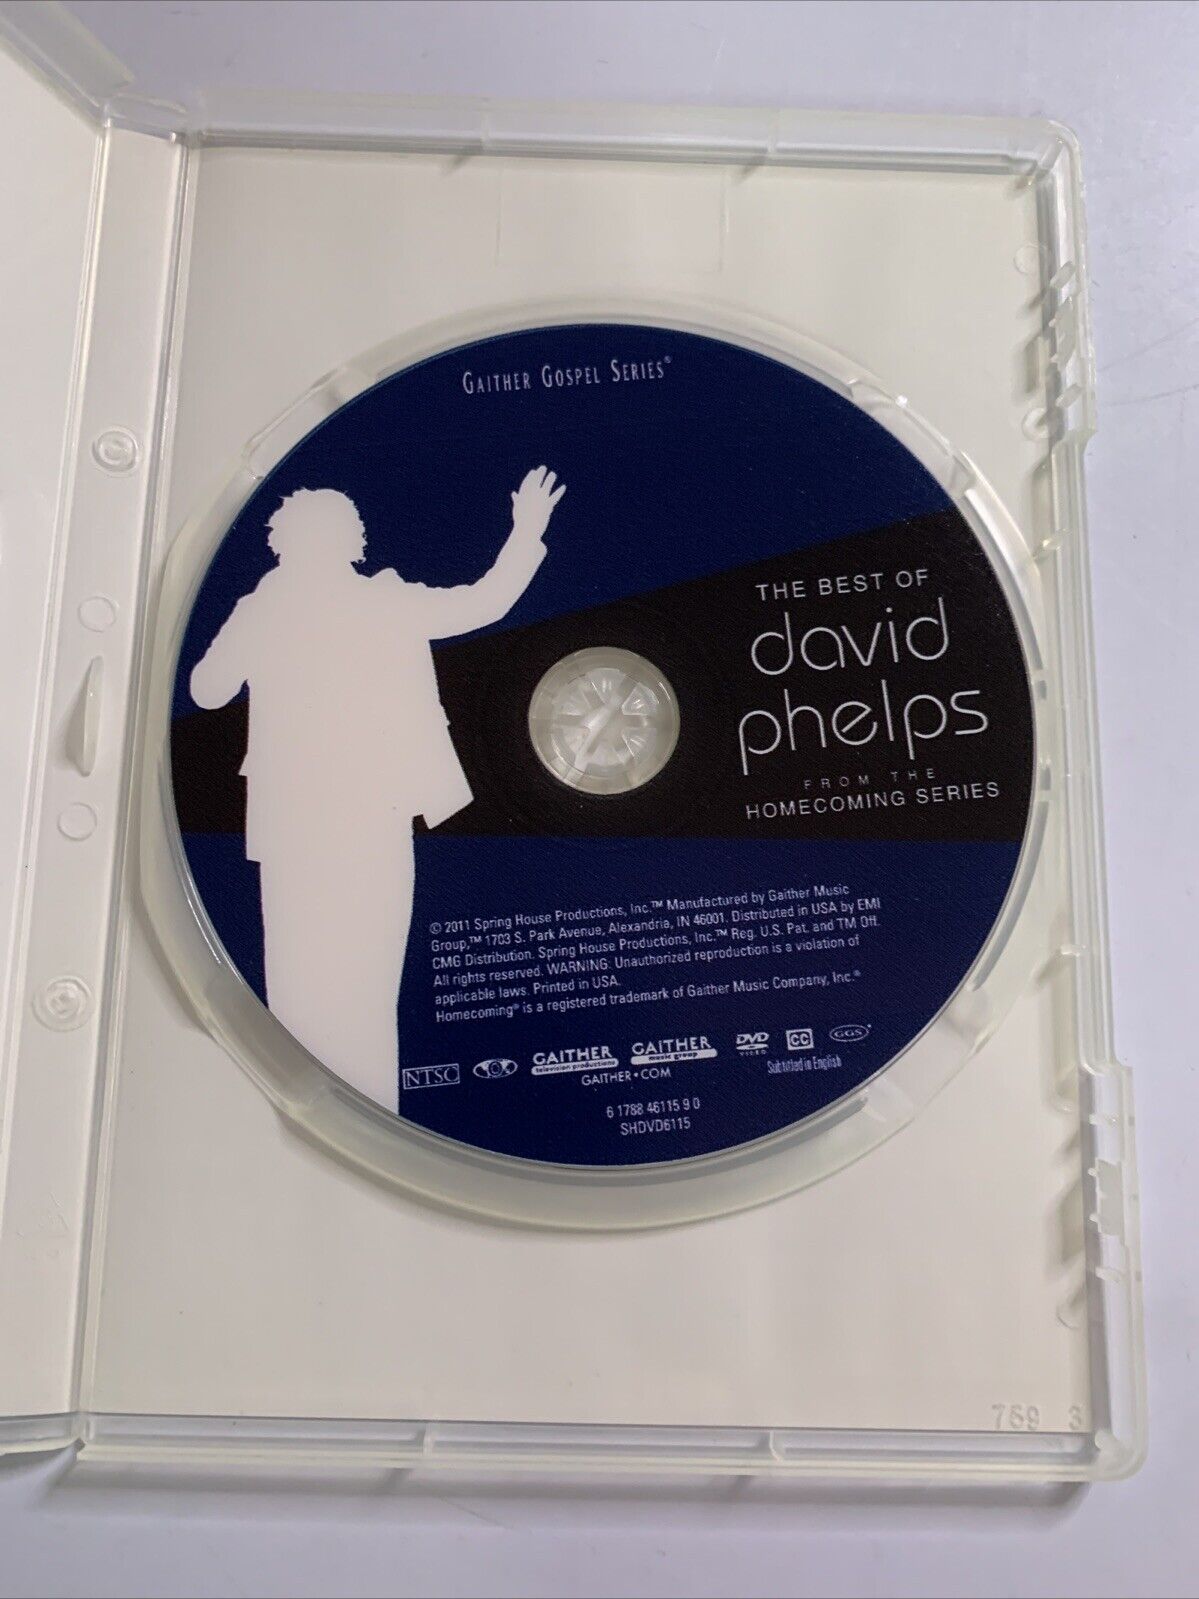 GAITHER GOSPEL SERIES®
THE BEST OF
david
phelps
FROM THE
HOMECOMING SERIES
© 2011 Spring House Productions, Inc.™ Manufactured by Gaither Music
Group,™ 1703 S. Park Avenue, Alexandria, IN 46001. Distributed in USA by EMI
CMG Distribution. Spring House Productions, Inc.™ Reg. U.S. Pat. and TM Off.
All rights reserved. WARNING: Unauthorized reproduction is a violation of
applicable laws. Printed in USA.
Homecoming® is a registered trademark of Gaither Music Company, Inc.®
NTSC
GAITHER
television productions
GAITHER
music group
DVD
VIDEO
CC
GGS®
GAITHER•COM
Subtitled in English
6 1788 46115 9 0
SHDVD6115
759 3